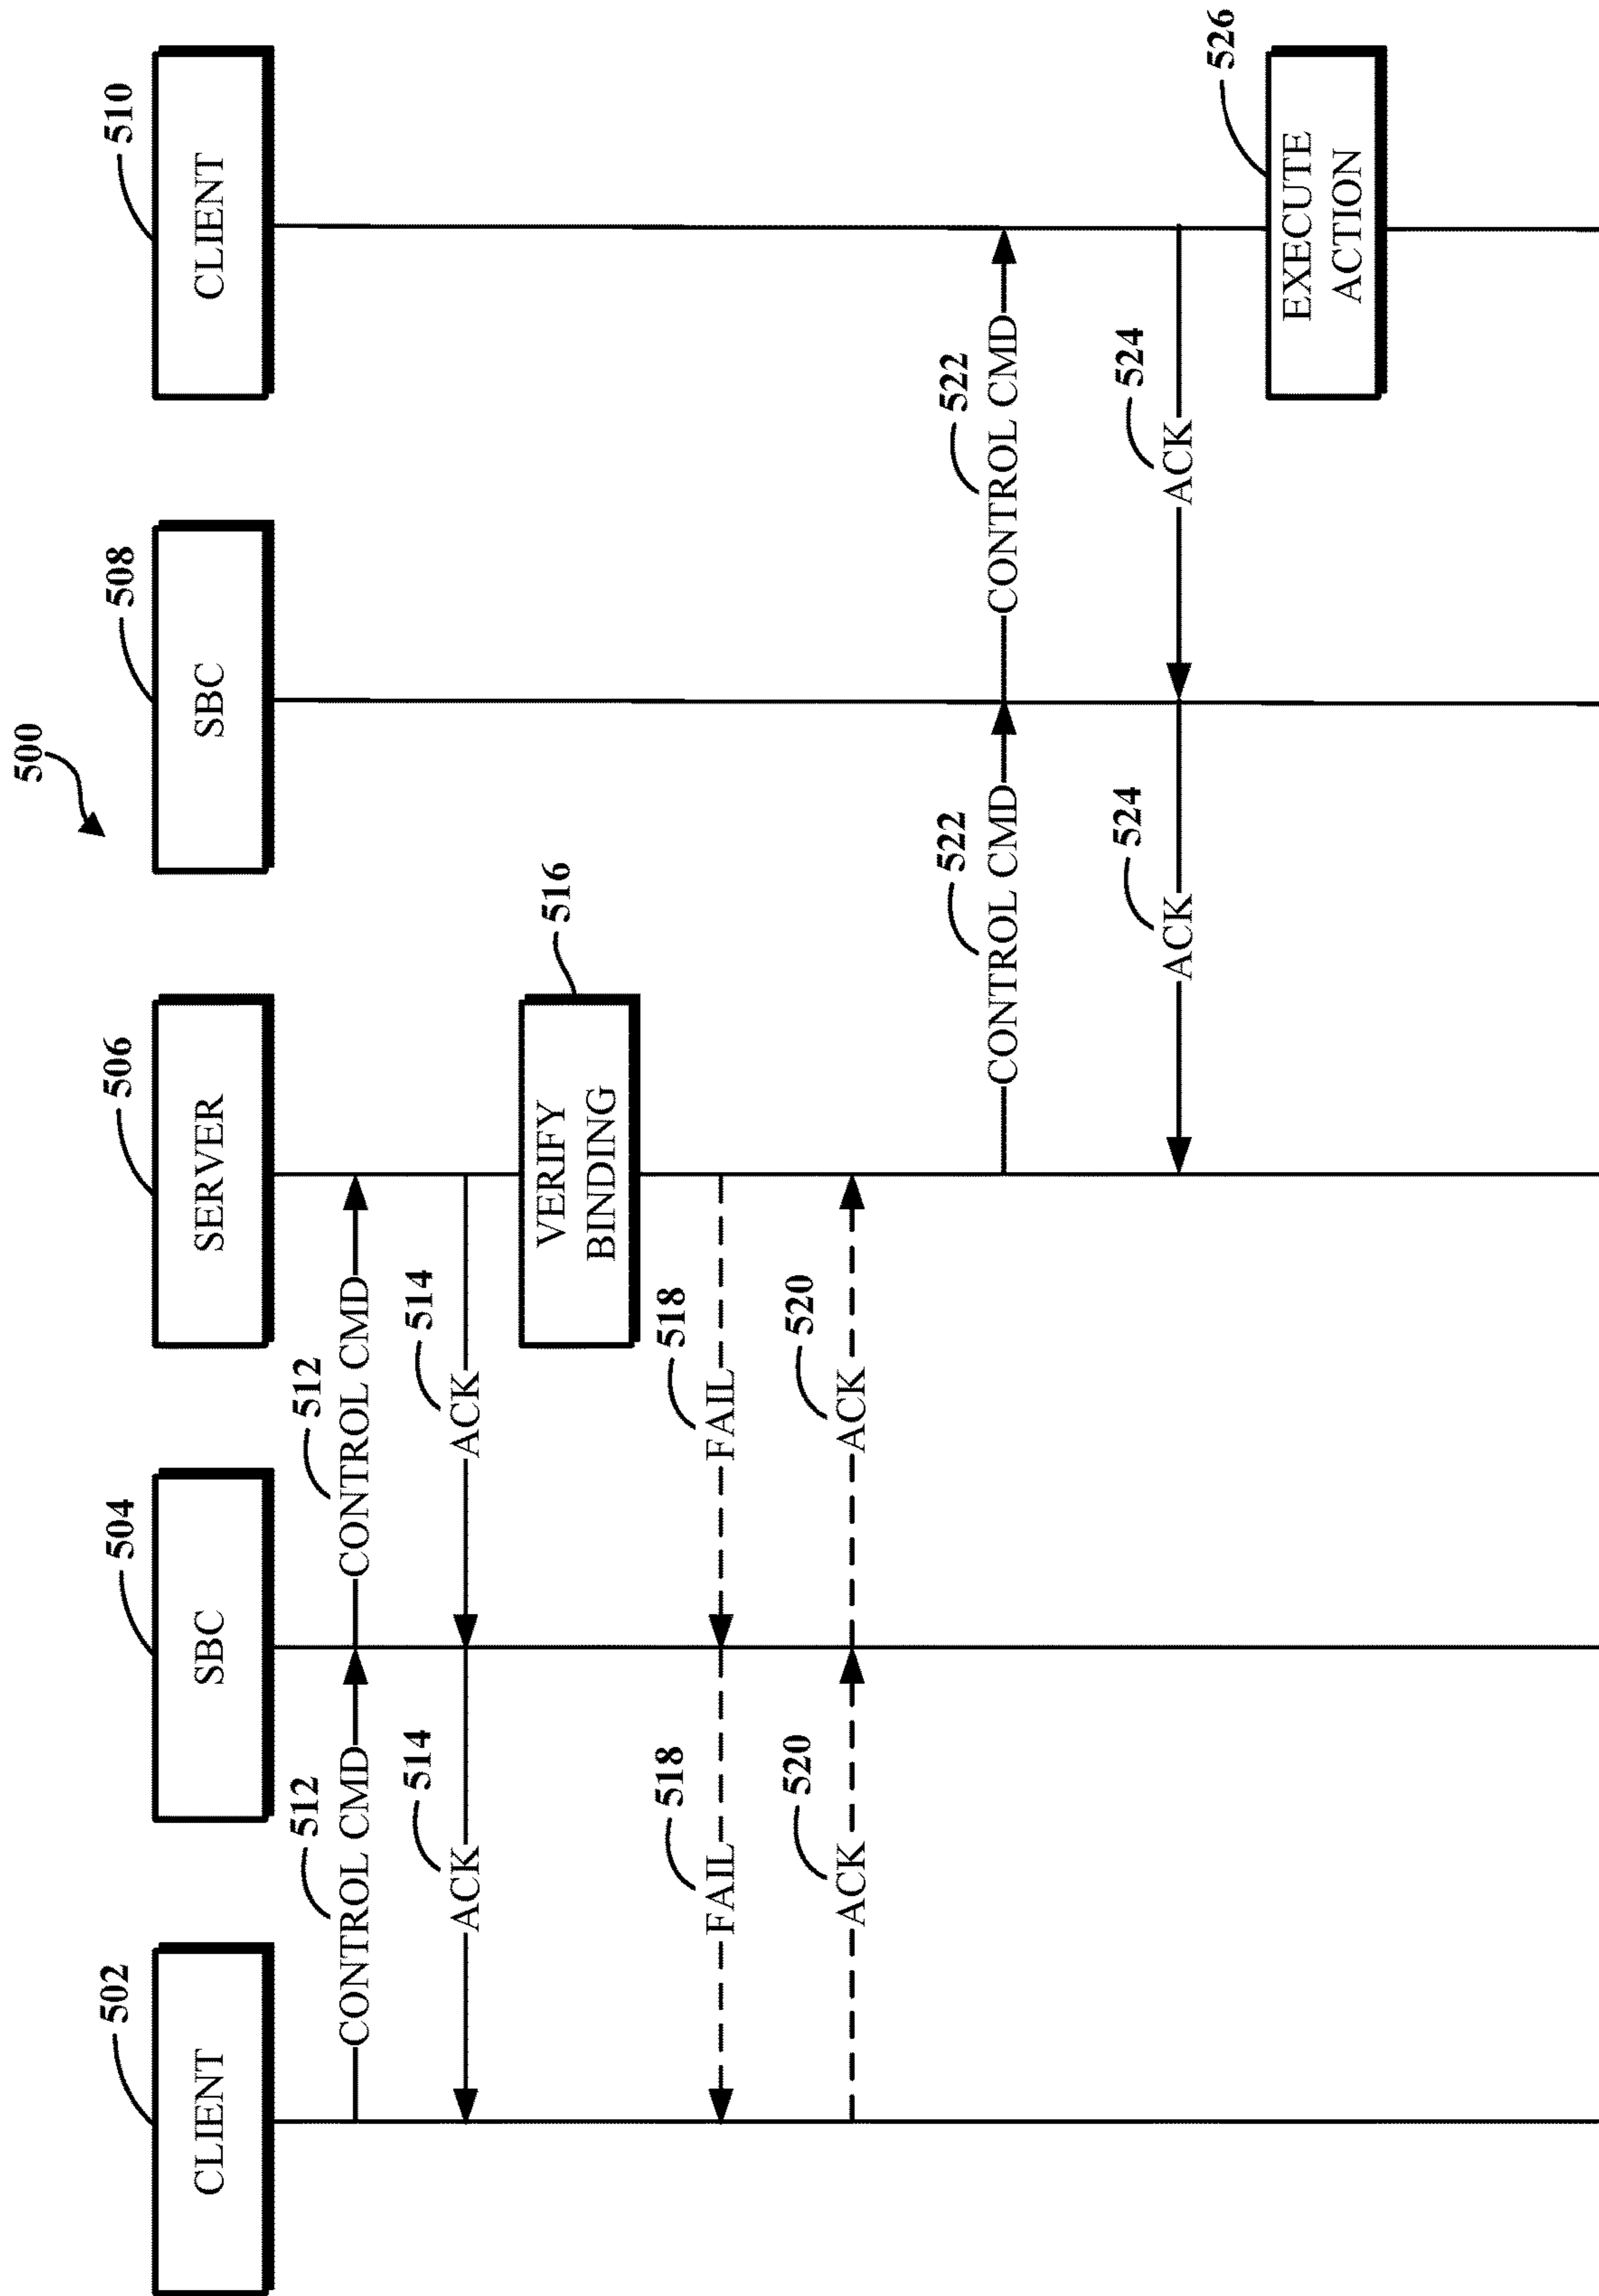 500
502
504
506
508
510
CLIENT
SBC
SERVER
SBC
CLIENT
512
512
CONTROL CMD
CONTROL CMD
514
514
ACK
ACK
516
VERIFY
BINDING
518
518
FAIL
FAIL
520
520
ACK
ACK
522
522
CONTROL CMD
CONTROL CMD
524
524
ACK
ACK
526
EXECUTE
ACTION